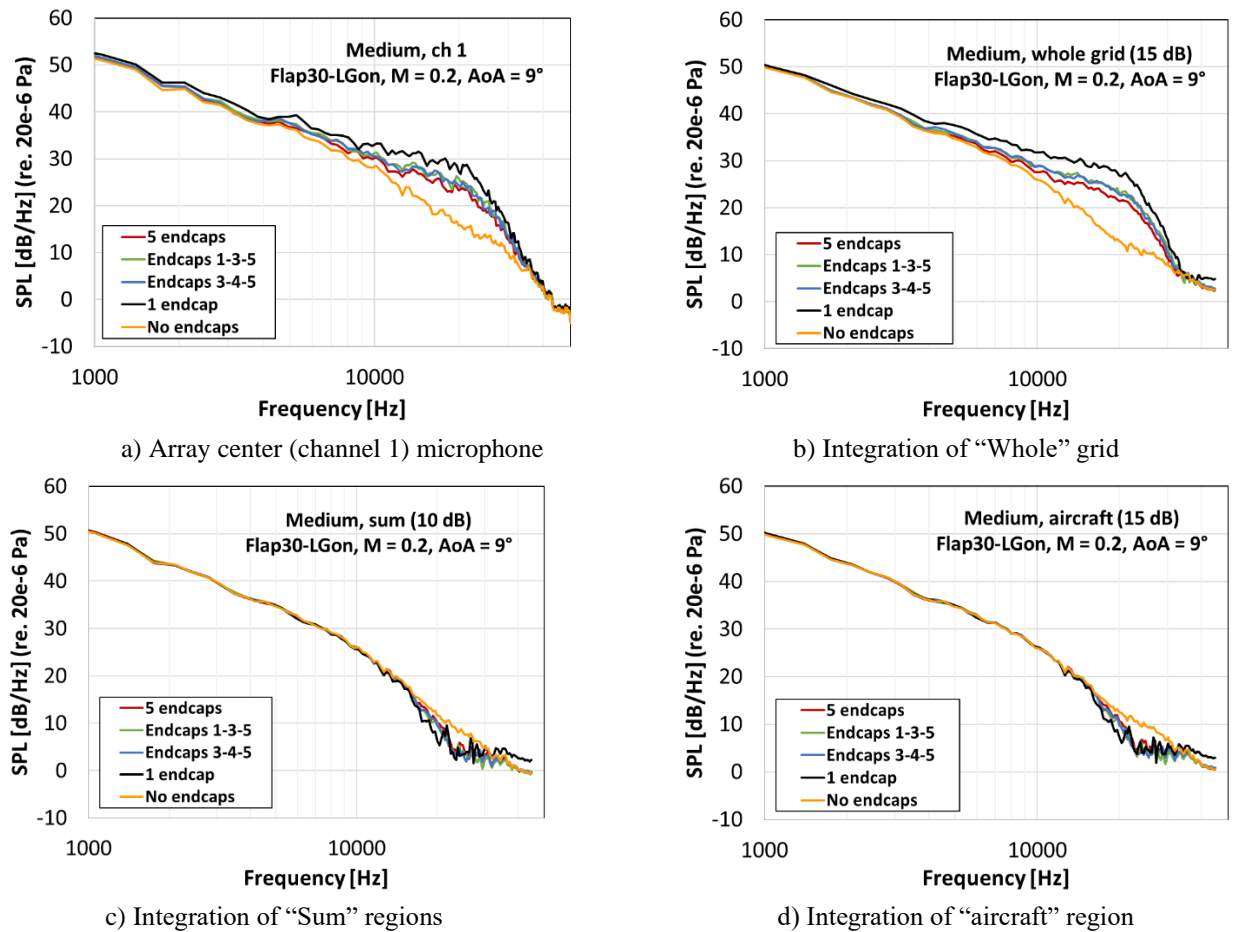 60
50
40
30
20
10
0
-10
SPL [dB/Hz] (re. 20e-6 Pa)
Medium, ch 1
Flap30-LGon, M = 0.2, AoA = 9°
5 endcaps
Endcaps 1-3-5
Endcaps 3-4-5
1 endcap
No endcaps
1000
10000
Frequency [Hz]
a) Array center (channel 1) microphone
60
50
40
30
20
10
0
-10
SPL [dB/Hz] (re. 20e-6 Pa)
Medium, whole grid (15 dB)
Flap30-LGon, M = 0.2, AoA = 9°
5 endcaps
Endcaps 1-3-5
Endcaps 3-4-5
1 endcap
No endcaps
1000
10000
Frequency [Hz]
b) Integration of “Whole” grid
60
50
40
30
20
10
0
-10
SPL [dB/Hz] (re. 20e-6 Pa)
Medium, sum (10 dB)
Flap30-LGon, M = 0.2, AoA = 9°
5 endcaps
Endcaps 1-3-5
Endcaps 3-4-5
1 endcap
No endcaps
1000
10000
Frequency [Hz]
c) Integration of “Sum” regions
60
50
40
30
20
10
0
-10
SPL [dB/Hz] (re. 20e-6 Pa)
Medium, aircraft (15 dB)
Flap30-LGon, M = 0.2, AoA = 9°
5 endcaps
Endcaps 1-3-5
Endcaps 3-4-5
1 endcap
No endcaps
1000
10000
Frequency [Hz]
d) Integration of “aircraft” region